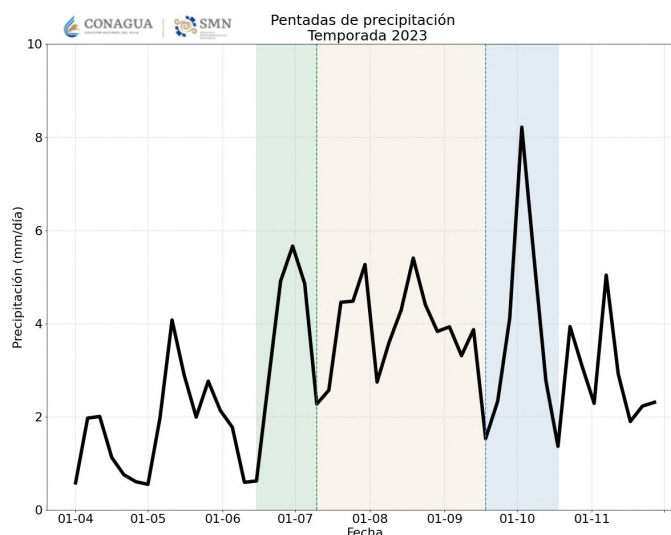 CONAGUA
SMN
Pentadas de precipitación
Temporada 2023
10
8
6
4
2
0
Precipitación (mm/día)
01-04 01-05 01-06 01-07 01-08 01-09 01-10 01-11
Fecha